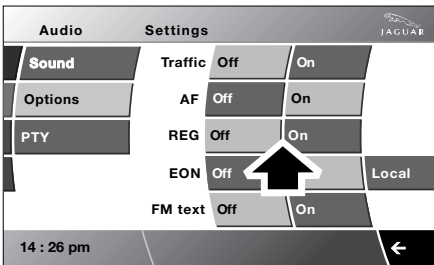 Audio Settings JAGUAR
Sound Traffic Off On
Options AF Off On
PTY REG Off On
EON Off Local
FM text Off On
14 : 26 pm